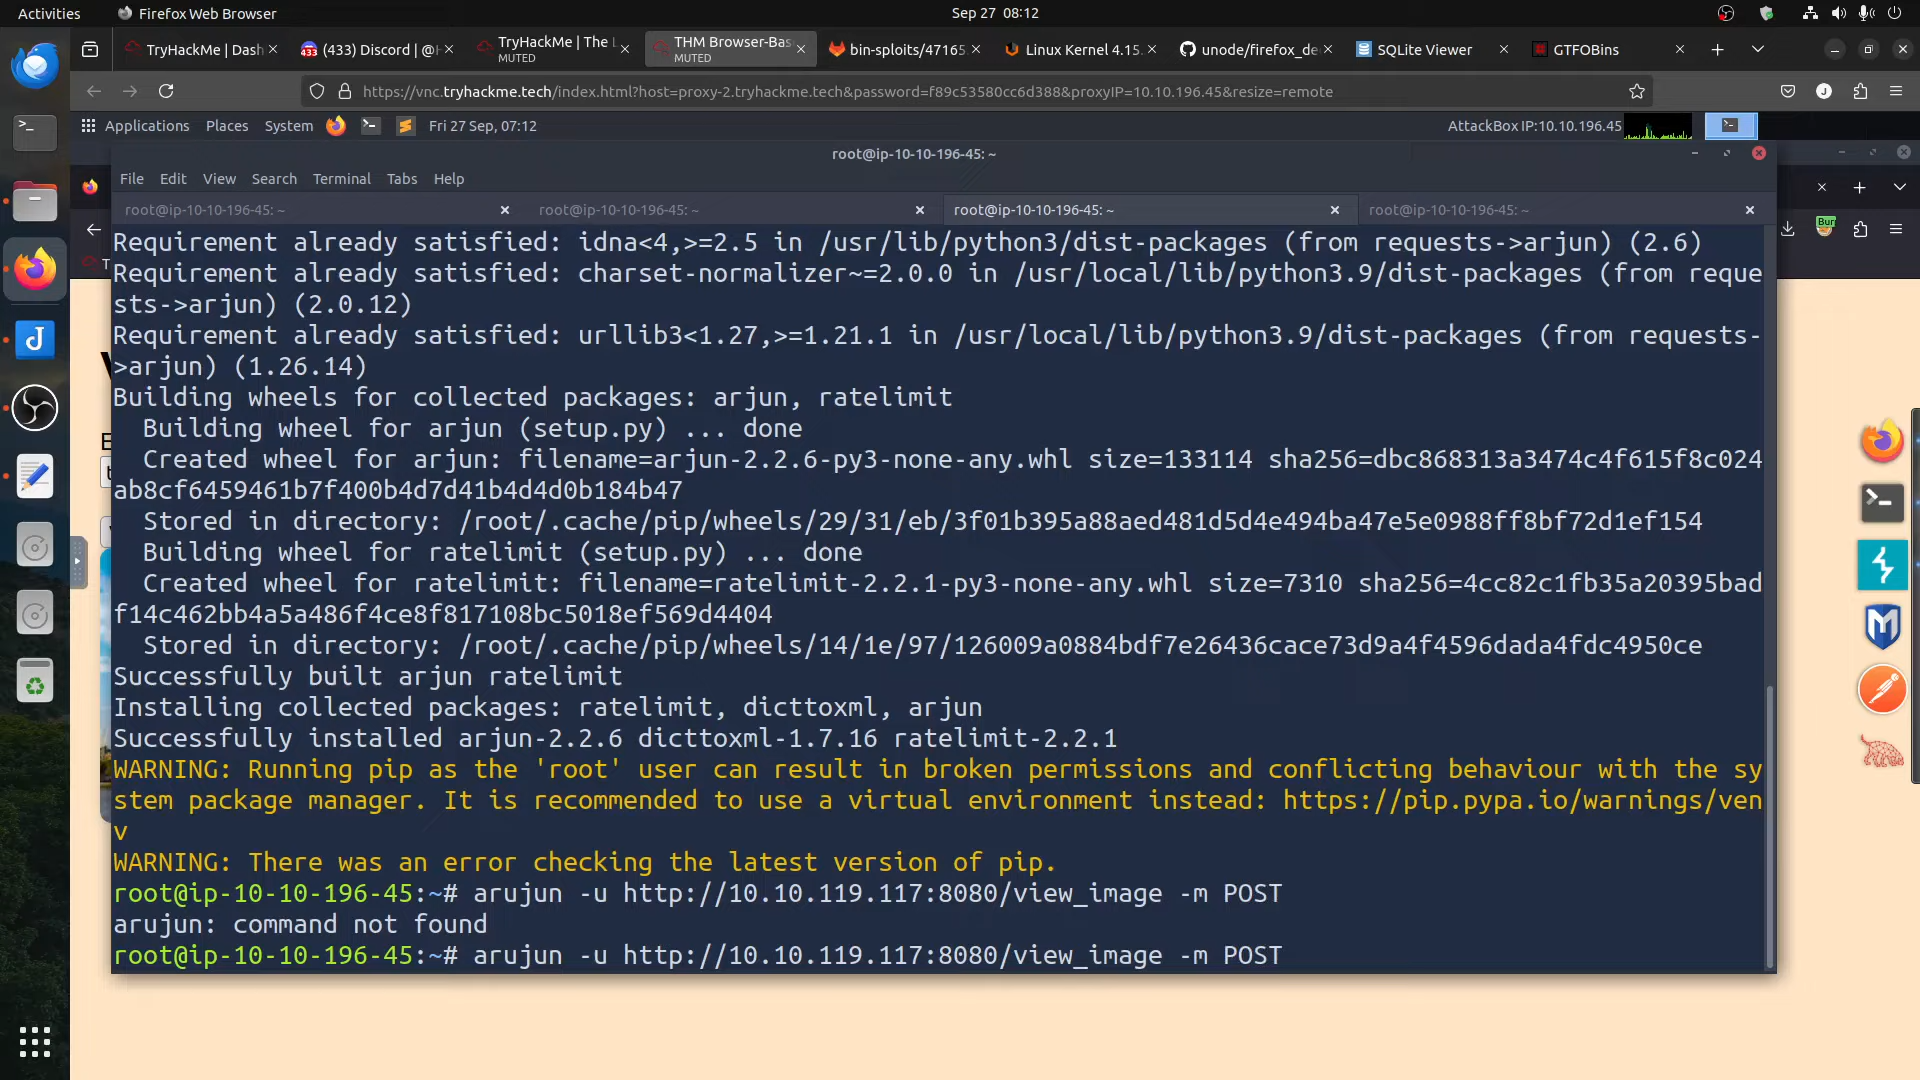 Activities
Firefox Web Browser
Sep 27 08:12
TryHackMe | Dash
(433) Discord | @H
TryHackMe | The L
MUTED
THM Browser-Bas
MUTED
bin-sploits/47165
Linux Kernel 4.15.
unode/firefox_de
SQLite Viewer
GTFOBins
https://vnc.tryhackme.tech/index.html?host=proxy-2.tryhackme.tech&password=f89c53580cc6d388&proxyIP=10.10.196.45&resize=remote
Applications
Places
System
Fri 27 Sep, 07:12
AttackBox IP:10.10.196.45
root@ip-10-10-196-45: ~
File Edit View Search Terminal Tabs Help
root@ip-10-10-196-45: ~
root@ip-10-10-196-45: ~
root@ip-10-10-196-45: ~
root@ip-10-10-196-45: ~
Requirement already satisfied: idna<4,>=2.5 in /usr/lib/python3/dist-packages (from requests->arjun) (2.6)
Requirement already satisfied: charset-normalizer~=2.0.0 in /usr/local/lib/python3.9/dist-packages (from reque
sts->arjun) (2.0.12)
Requirement already satisfied: urllib3<1.27,>=1.21.1 in /usr/local/lib/python3.9/dist-packages (from requests-
>arjun) (1.26.14)
Building wheels for collected packages: arjun, ratelimit
Building wheel for arjun (setup.py) ... done
Created wheel for arjun: filename=arjun-2.2.6-py3-none-any.whl size=133114 sha256=dbc868313a3474c4f615f8c024
ab8cf6459461b7f400b4d7d41b4d4d0b184b47
Stored in directory: /root/.cache/pip/wheels/29/31/eb/3f01b395a88aed481d5d4e494ba47e5e0988ff8bf72d1ef154
Building wheel for ratelimit (setup.py) ... done
Created wheel for ratelimit: filename=ratelimit-2.2.1-py3-none-any.whl size=7310 sha256=4cc82c1fb35a20395bad
f14c462bb4a5a486f4ce8f817108bc5018ef569d4404
Stored in directory: /root/.cache/pip/wheels/14/1e/97/126009a0884bdf7e26436cace73d9a4f4596dada4fdc4950ce
Successfully built arjun ratelimit
Installing collected packages: ratelimit, dicttoxml, arjun
Successfully installed arjun-2.2.6 dicttoxml-1.7.16 ratelimit-2.2.1
WARNING: Running pip as the 'root' user can result in broken permissions and conflicting behaviour with the sy
stem package manager. It is recommended to use a virtual environment instead: https://pip.pypa.io/warnings/ven
v
WARNING: There was an error checking the latest version of pip.
root@ip-10-10-196-45:~# arujun -u http://10.10.119.117:8080/view_image -m POST
arujun: command not found
root@ip-10-10-196-45:~# arujun -u http://10.10.119.117:8080/view_image -m POST